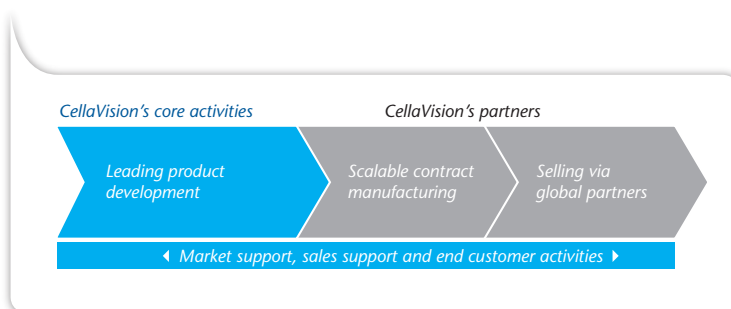 CellaVision’s core activities
CellaVision’s partners
Leading product
development
Scalable contract
manufacturing
Selling via
global partners
Market support, sales support and end customer activities